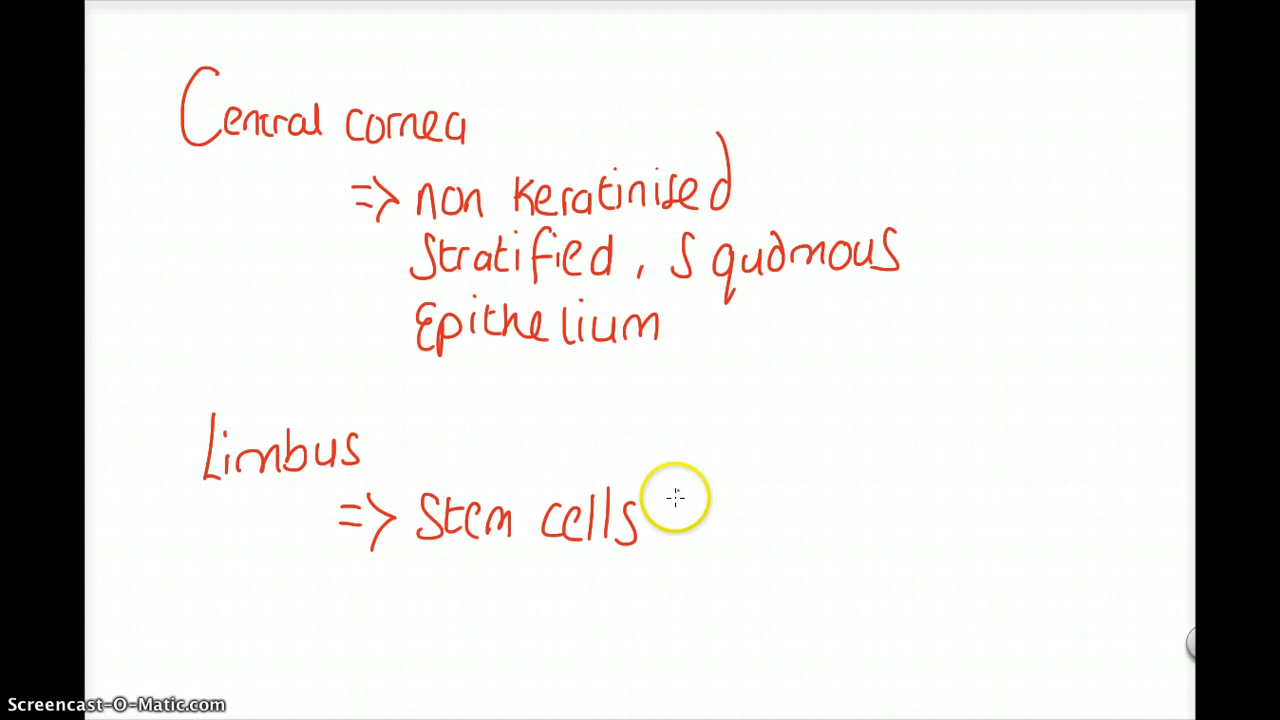 Central cornea
=> non keratinised
Stratified, Squamous
Epithelium
Limbus
=> Stem cells
Screencast-O-Matic.com